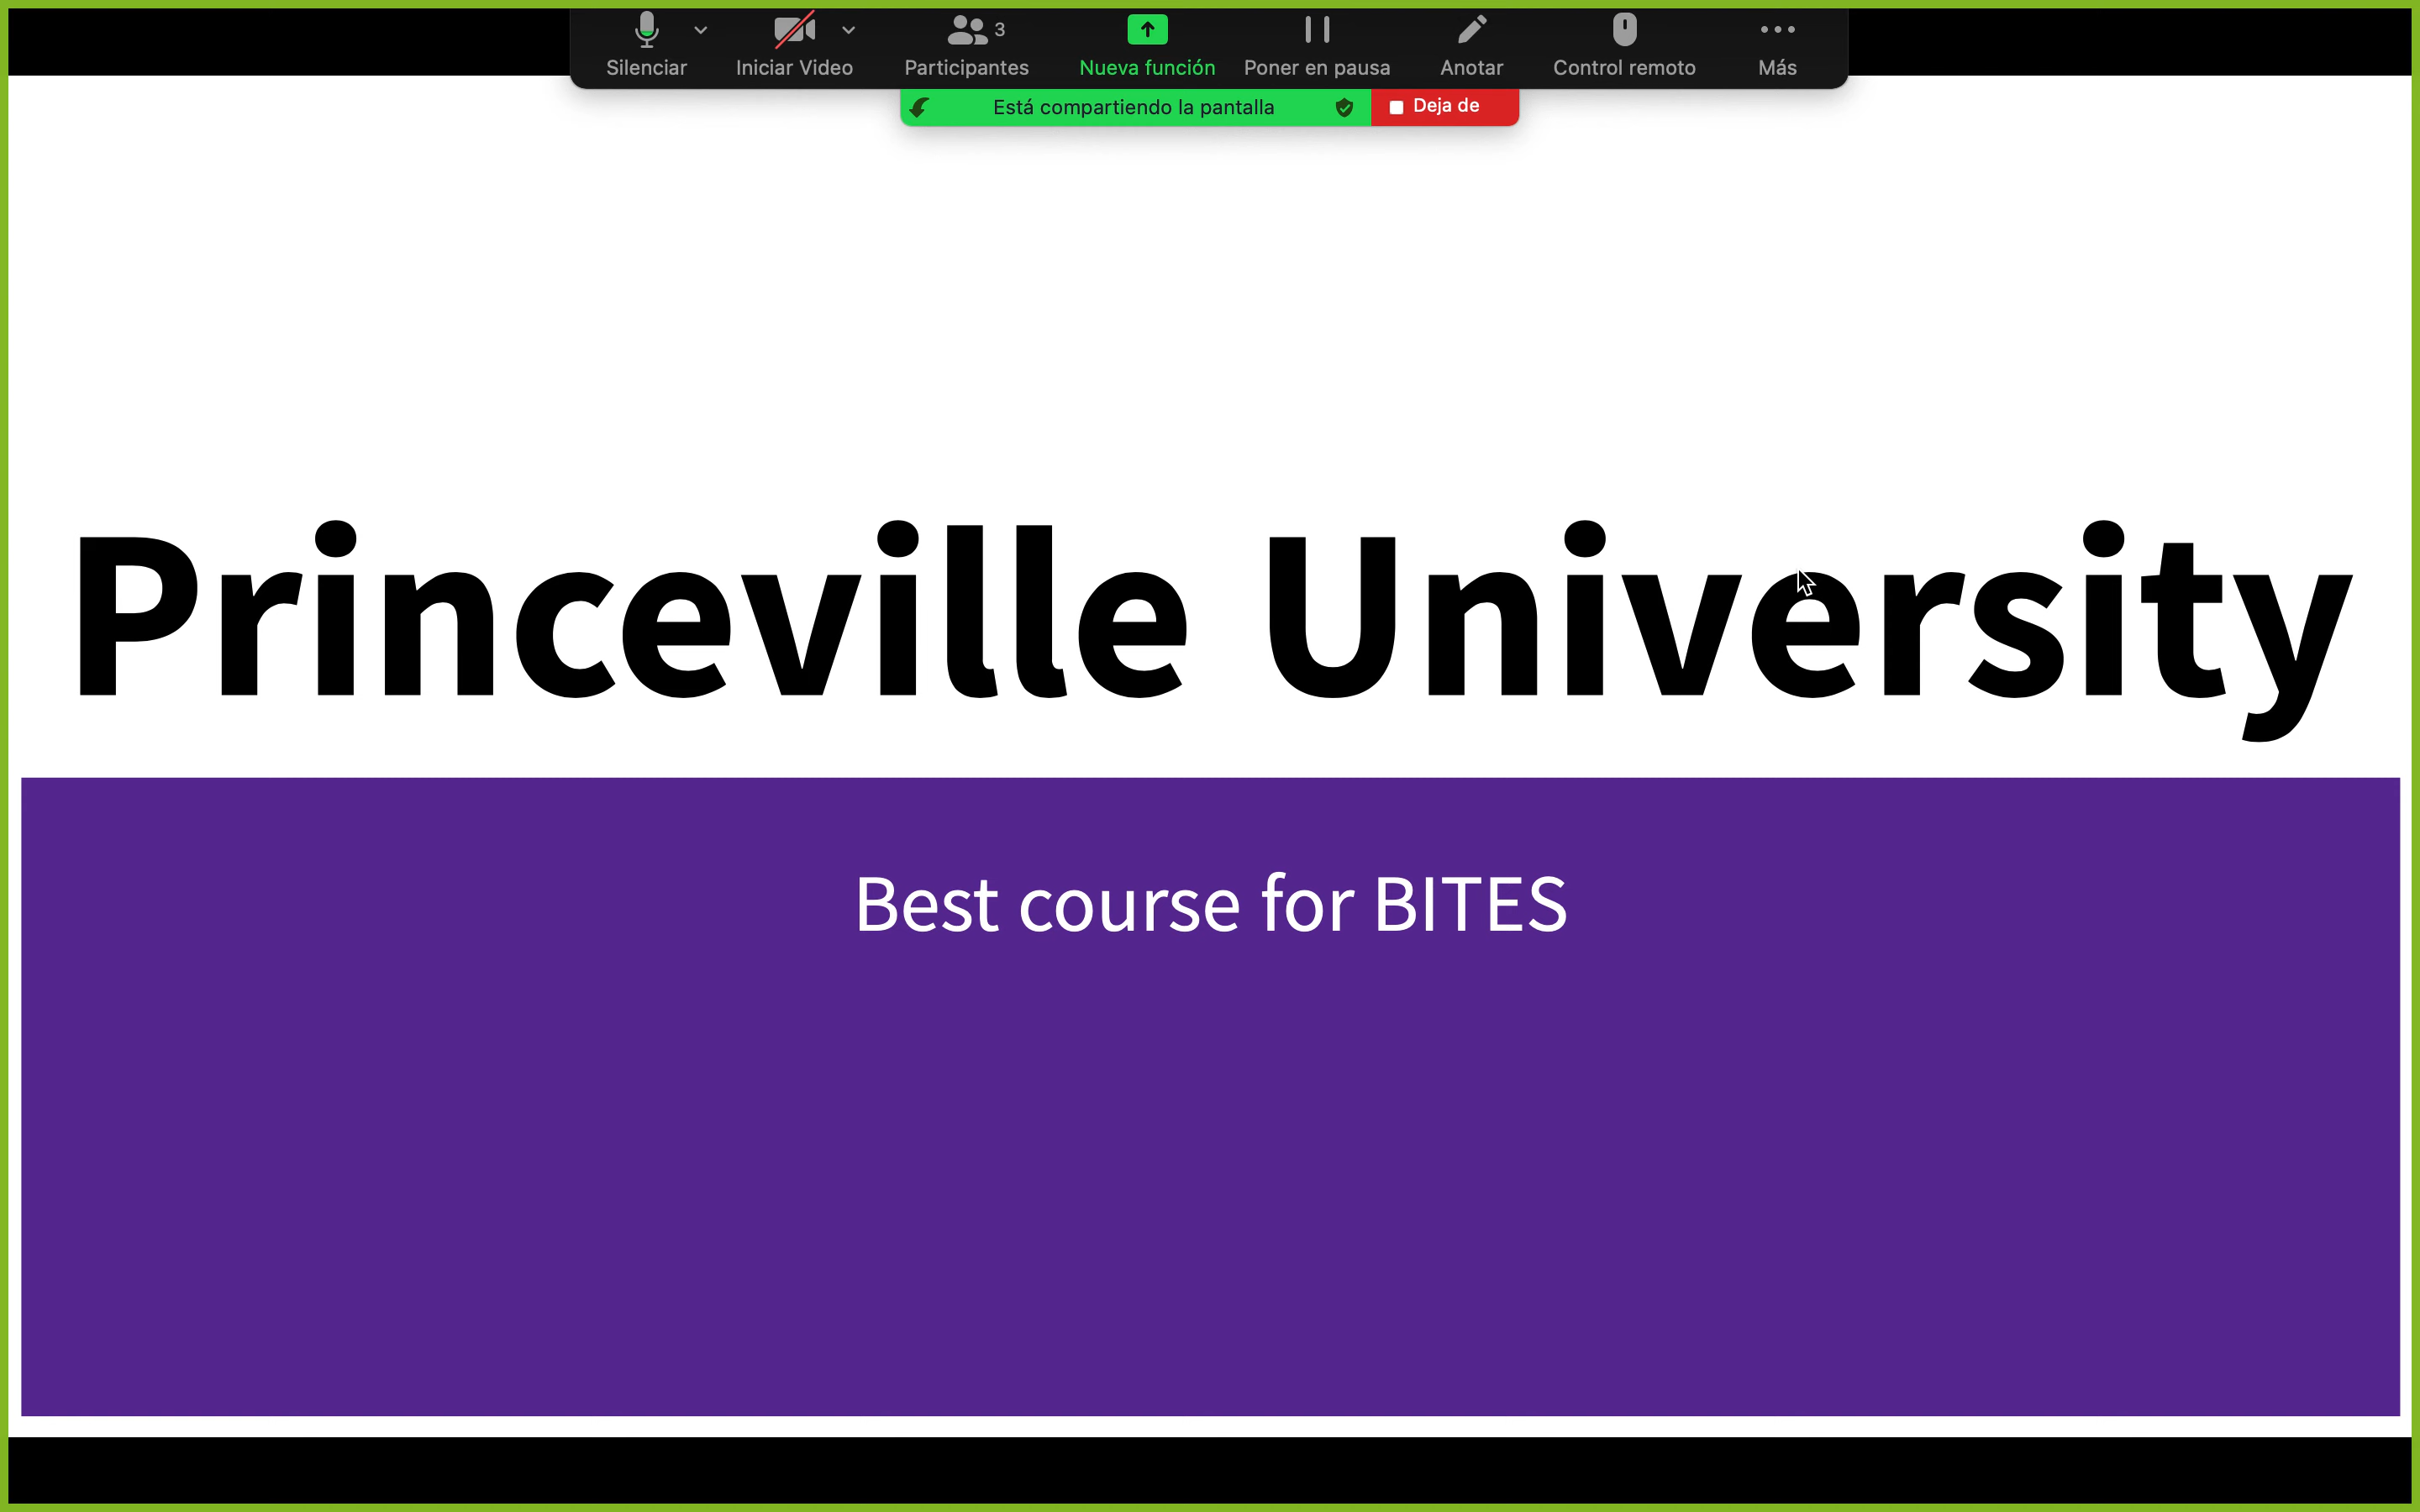 Silenciar
Iniciar Video
3
Participantes
Nueva función
Poner en pausa
Anotar
Control remoto
Más
Está compartiendo la pantalla
Deja de
Princeville University
Best course for BITES